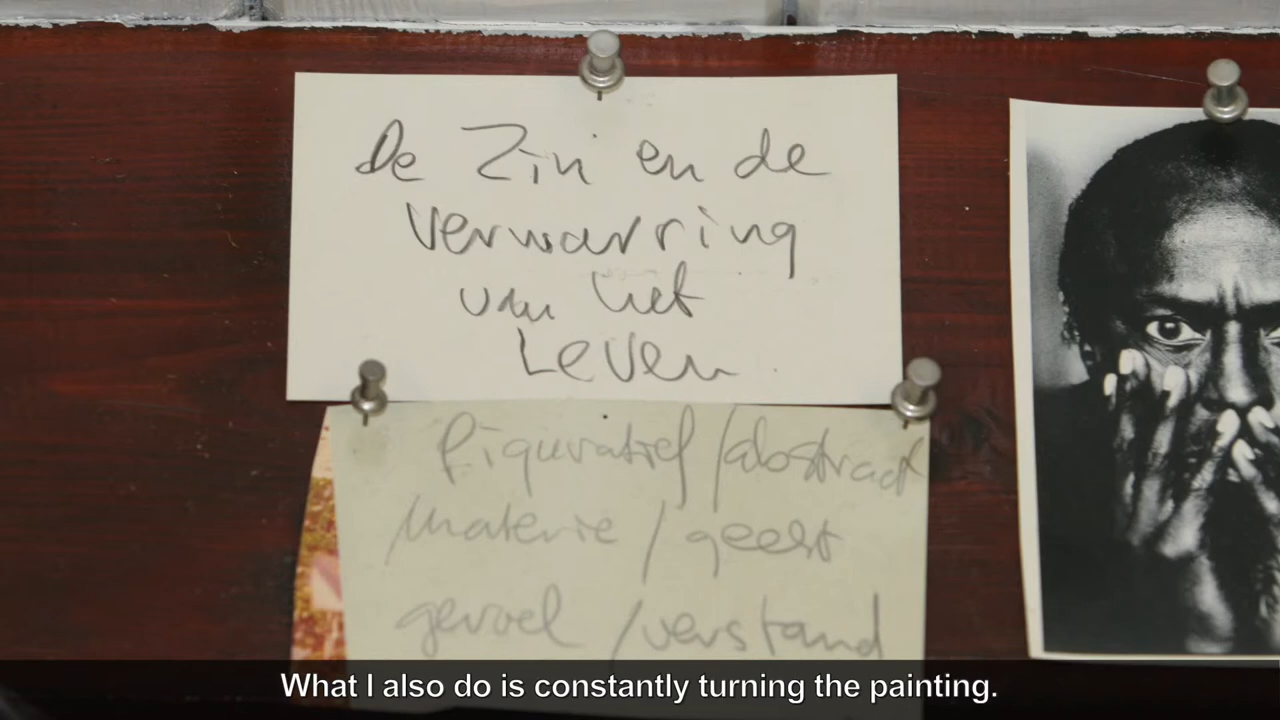 De Zin en de
verwarring
van het
Leven.
figuratief / abstract
materie / geest
gevoel / verstand
What I also do is constantly turning the painting.